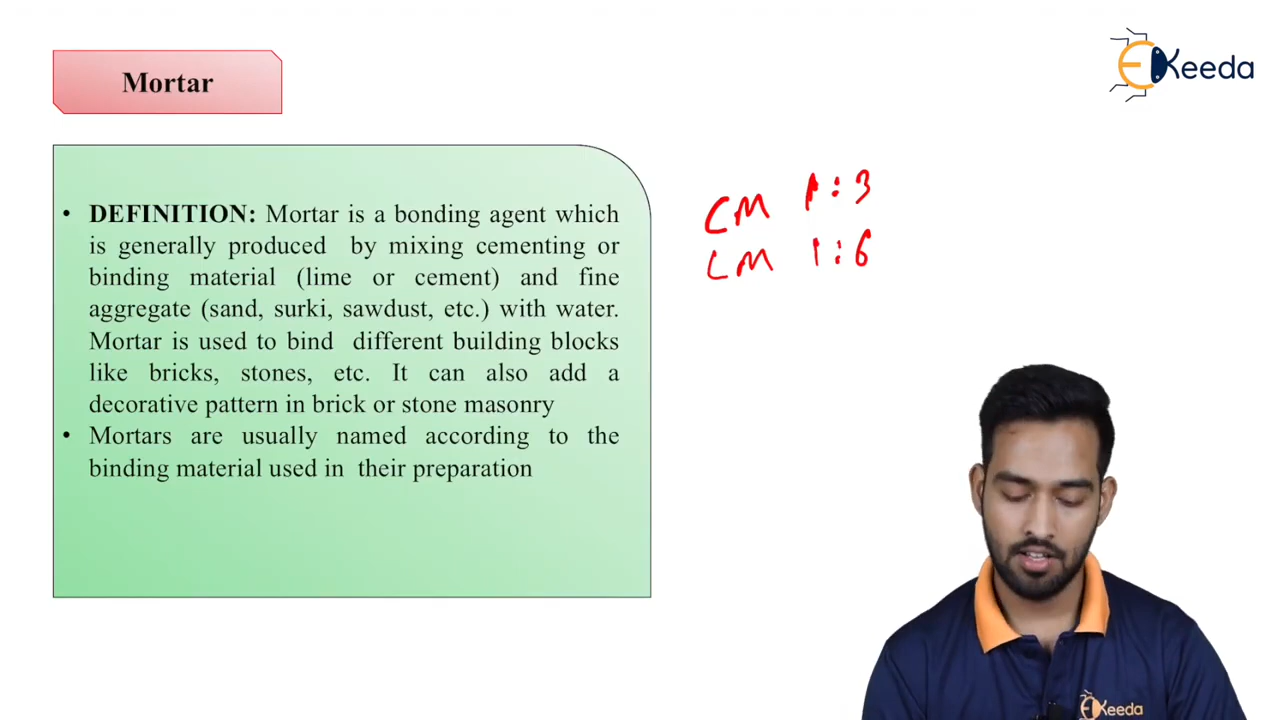 Mortar
EKeeda
• DEFINITION: Mortar is a bonding agent which
is generally produced by mixing cementing or
binding material (lime or cement) and fine
aggregate (sand, surki, sawdust, etc.) with water.
Mortar is used to bind different building blocks
like bricks, stones, etc. It can also add a
decorative pattern in brick or stone masonry
• Mortars are usually named according to the
binding material used in their preparation
CM 1:3
CM 1:6
EKeeda